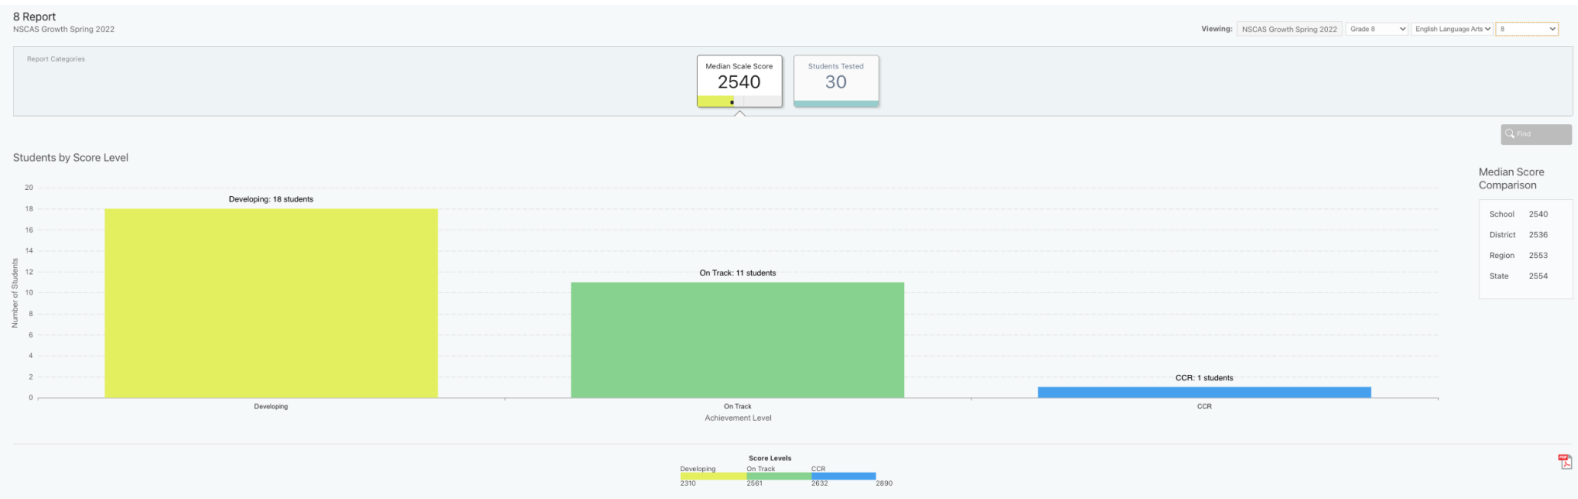 8 Report
NSCAS Growth Spring 2022
Viewing: NSCAS Growth Spring 2022 Grade 8 English Language Arts 8
Report Categories
Median Scale Score
2540
Students Tested
30
Find
Students by Score Level
Median Score
Comparison
School 2540
District 2536
Region 2553
State 2554
Number of Students
20
18
16
14
12
10
8
6
4
2
0
Developing: 18 students
On Track: 11 students
CCR: 1 students
Developing On Track CCR
Achievement Level
Score Levels
Developing On Track CCR
2310 2561 2632 2890
PDF